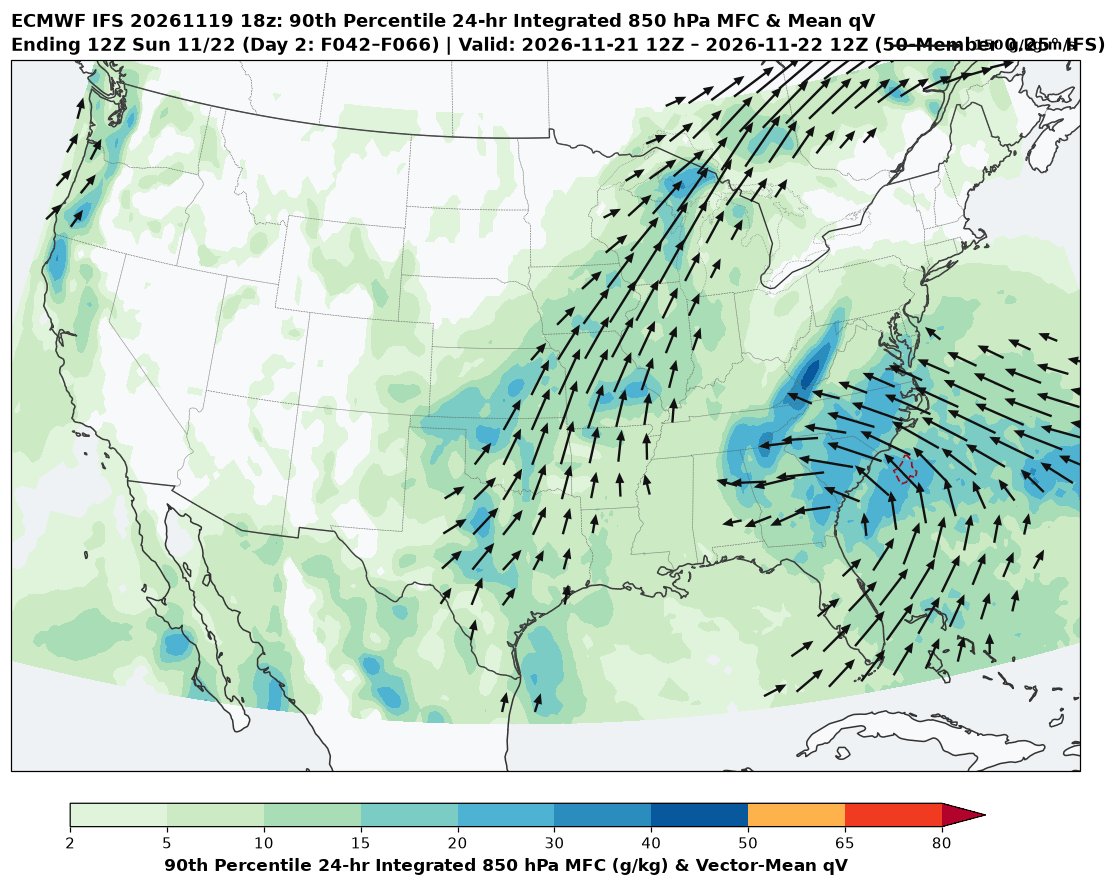 ECMWF IFS 20261119 18z: 90th Percentile 24-hr Integrated 850 hPa MFC & Mean qV
Ending 12Z Sun 11/22 (Day 2: F042–F066) | Valid: 2026-11-21 12Z – 2026-11-22 12Z (50-Member 0.25° IFS)
150 g/kg·m/s
2 5 10 15 20 30 40 50 65 80
90th Percentile 24-hr Integrated 850 hPa MFC (g/kg) & Vector-Mean qV